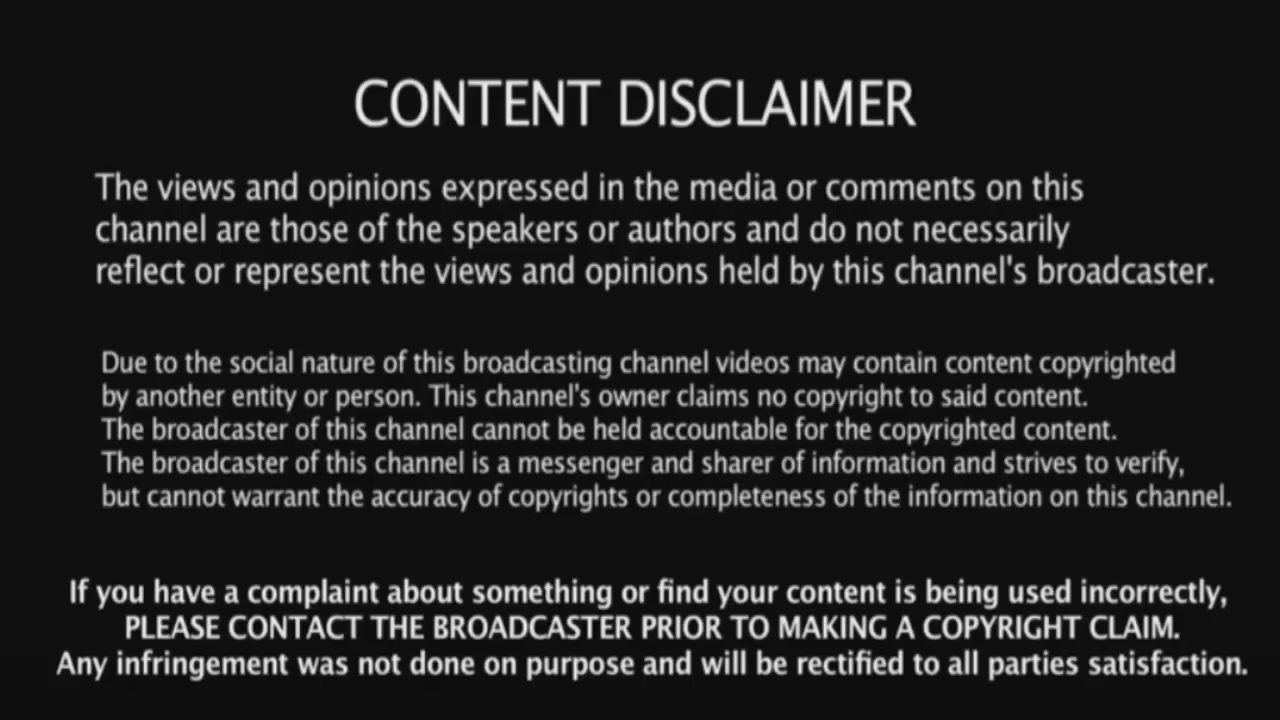 CONTENT DISCLAIMER
The views and opinions expressed in the media or comments on this
channel are those of the speakers or authors and do not necessarily
reflect or represent the views and opinions held by this channel's broadcaster.
Due to the social nature of this broadcasting channel videos may contain content copyrighted
by another entity or person. This channel's owner claims no copyright to said content.
The broadcaster of this channel cannot be held accountable for the copyrighted content.
The broadcaster of this channel is a messenger and sharer of information and strives to verify,
but cannot warrant the accuracy of copyrights or completeness of the information on this channel.
If you have a complaint about something or find your content is being used incorrectly,
PLEASE CONTACT THE BROADCASTER PRIOR TO MAKING A COPYRIGHT CLAIM.
Any infringement was not done on purpose and will be rectified to all parties satisfaction.